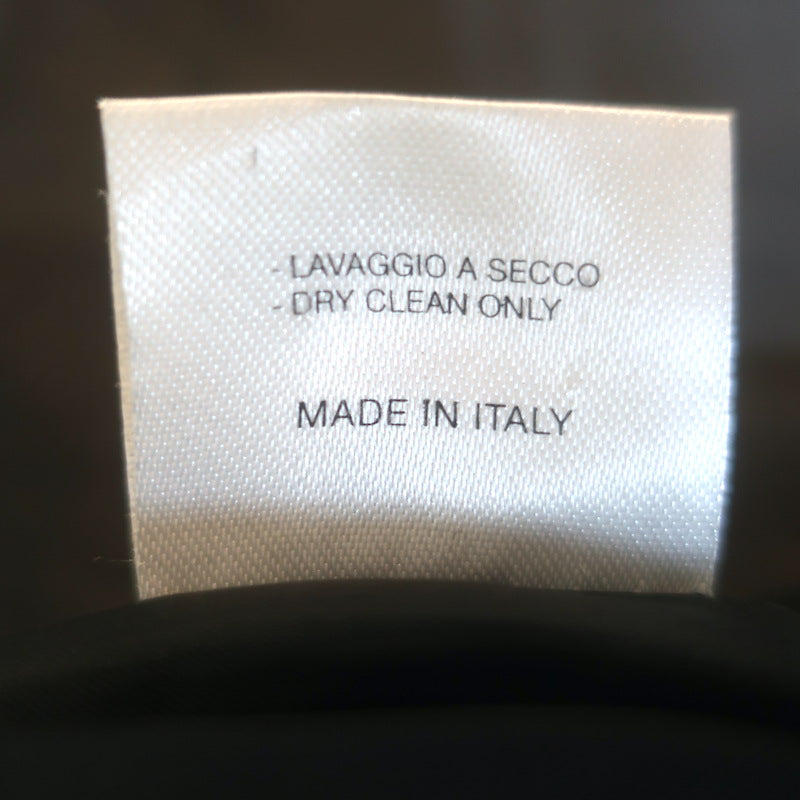 - LAVAGGIO A SECCO
- DRY CLEAN ONLY
MADE IN ITALY